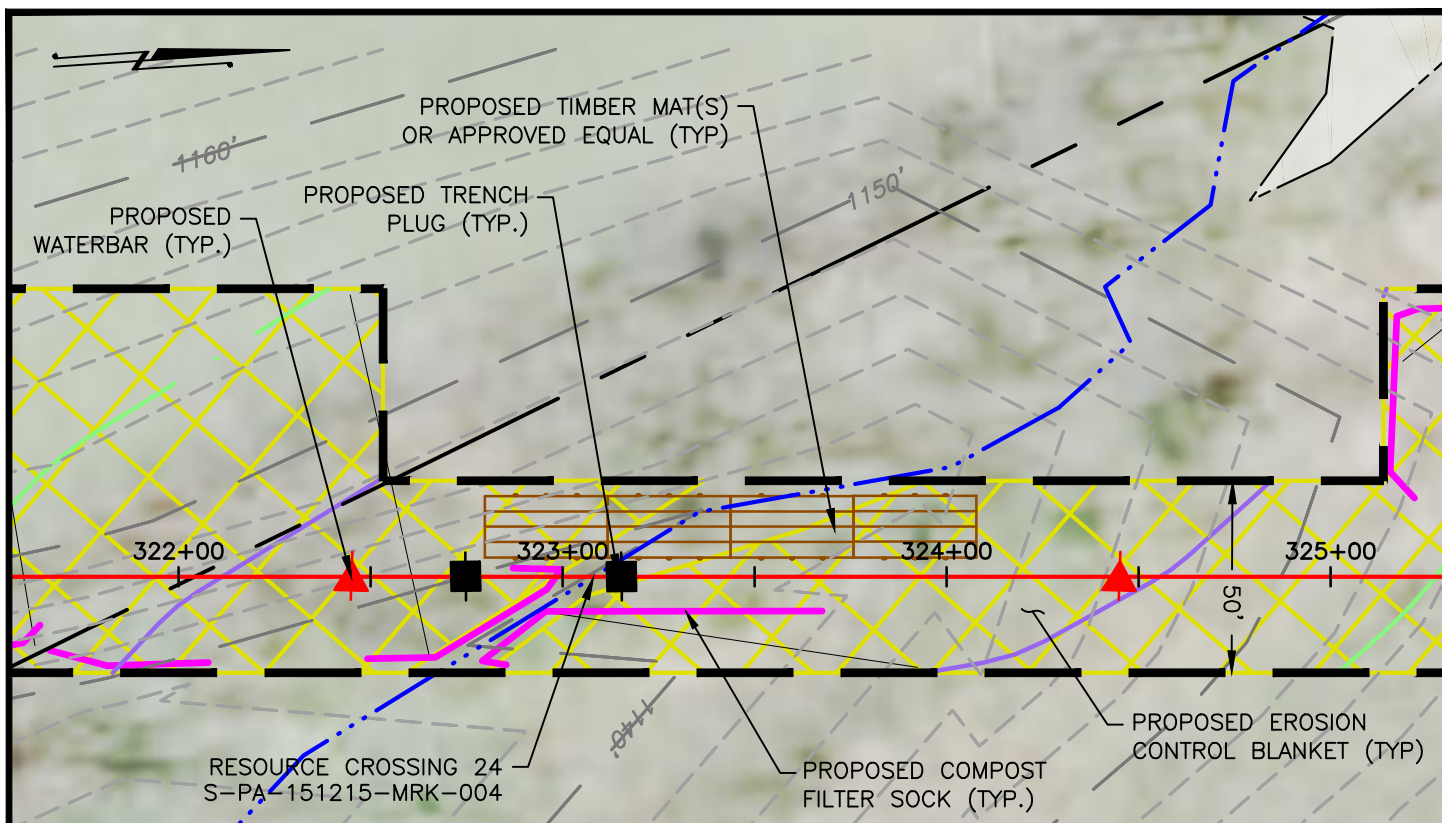 PROPOSED TIMBER MAT(S)
OR APPROVED EQUAL (TYP)
1160'
1150'
PROPOSED TRENCH
PLUG (TYP.)
PROPOSED
WATERBAR (TYP.)
322+00
323+00
324+00
325+00
50'
1140'
PROPOSED EROSION
CONTROL BLANKET (TYP)
RESOURCE CROSSING 24
S-PA-151215-MRK-004
PROPOSED COMPOST
FILTER SOCK (TYP.)